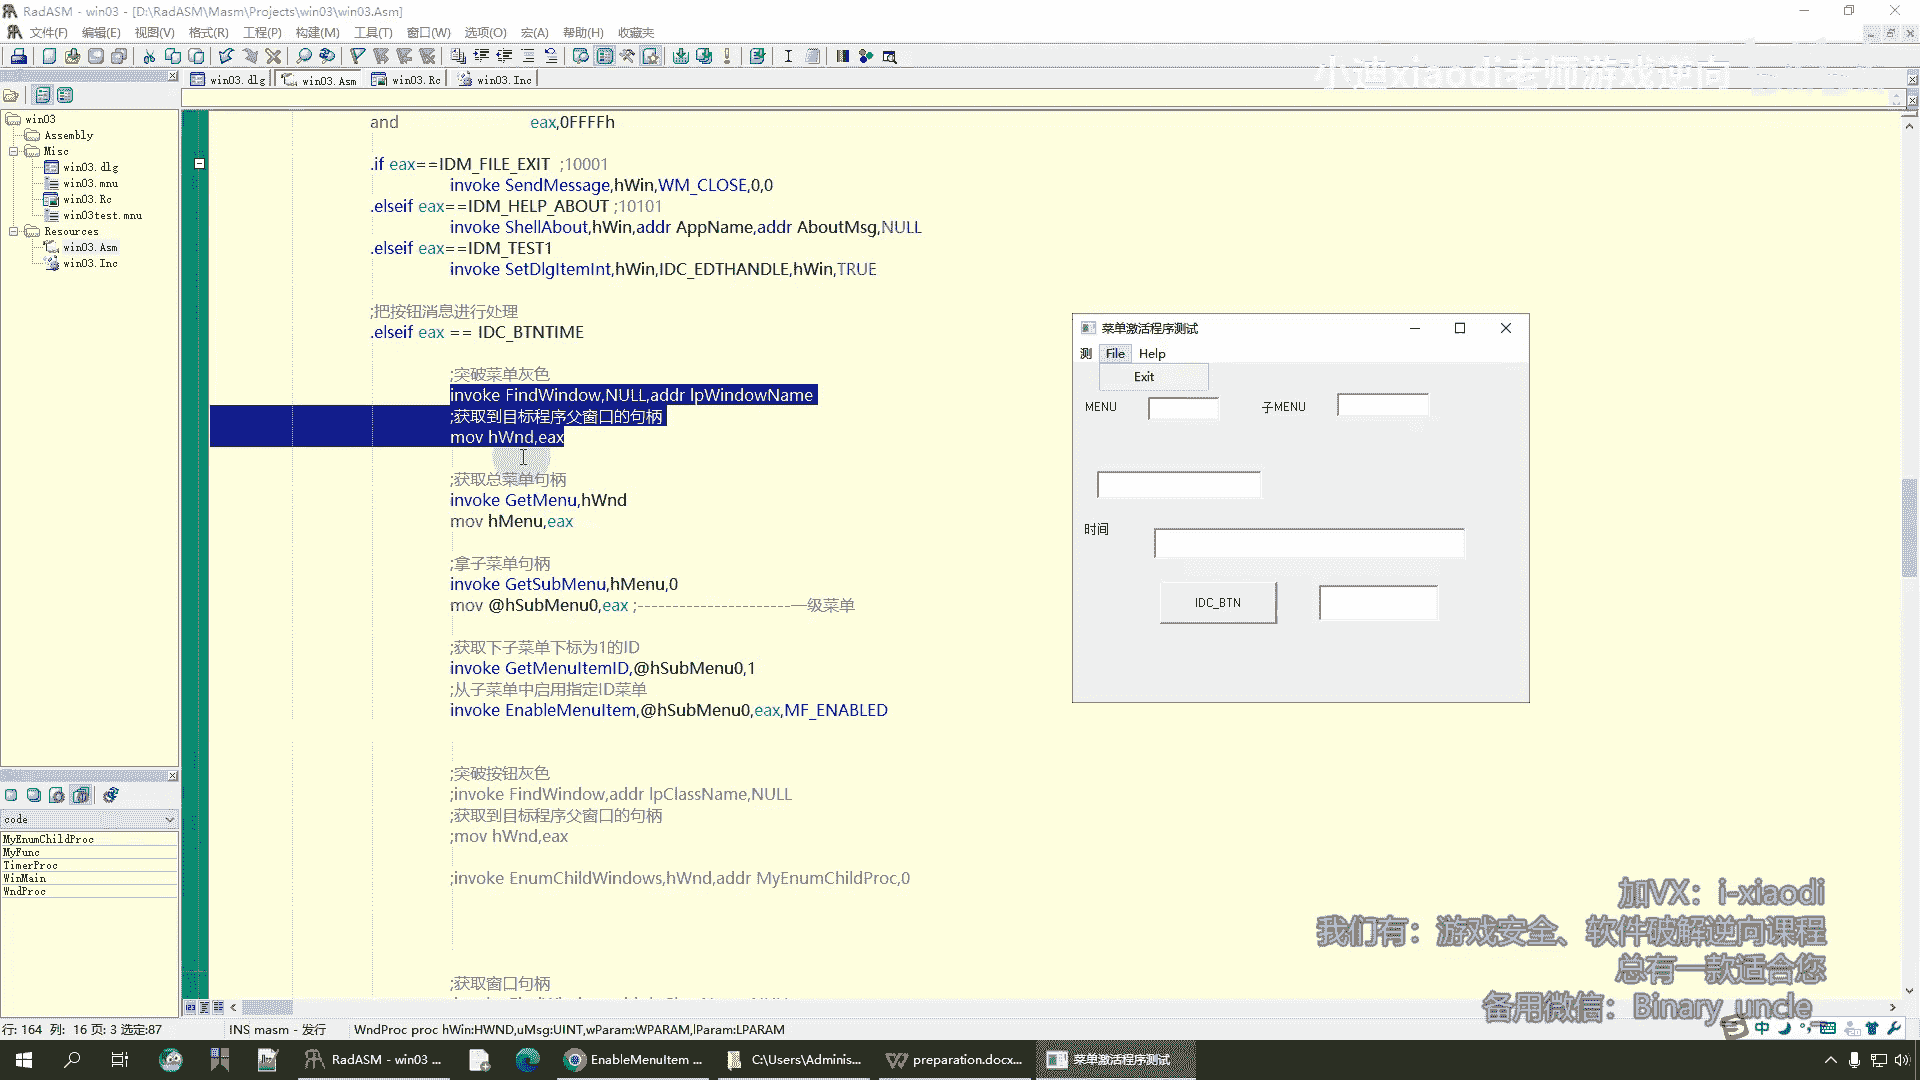 RadASM - win03 - [D:\RadASM\Masm\Projects\win03\win03.Asm]
文件(F) 编辑(E) 视图(V) 格式(R) 工程(P) 构建(M) 工具(T) 窗口(W) 选项(O) 宏(A) 帮助(H) 收藏夹
小迪xiaodi老师游戏逆向
win03.dlg win03.Asm win03.Rc win03.Inc
win03
Assembly
Misc
win03.dlg
win03.mnu
win03.Rc
win03test.mnu
Resources
win03.Asm
win03.Inc
and eax,0FFFFh
.if eax==IDM_FILE_EXIT ;10001
invoke SendMessage,hWin,WM_CLOSE,0,0
.elseif eax==IDM_HELP_ABOUT ;10101
invoke ShellAbout,hWin,addr AppName,addr AboutMsg,NULL
.elseif eax==IDM_TEST1
invoke SetDlgItemInt,hWin,IDC_EDTHANDLE,hWin,TRUE
;把按钮消息进行处理
.elseif eax == IDC_BTNTIME
;突破菜单灰色
invoke FindWindow,NULL,addr lpWindowName
;获取到目标程序父窗口的句柄
mov hWnd,eax
;获取总菜单句柄
invoke GetMenu,hWnd
mov hMenu,eax
;拿子菜单句柄
invoke GetSubMenu,hMenu,0
mov @hSubMenu0,eax ;-----------------------一级菜单
;获取下子菜单下标为1的ID
invoke GetMenuItemID,@hSubMenu0,1
;从子菜单中启用指定ID菜单
invoke EnableMenuItem,@hSubMenu0,eax,MF_ENABLED
;突破按钮灰色
;invoke FindWindow,addr lpClassName,NULL
;获取到目标程序父窗口的句柄
;mov hWnd,eax
;invoke EnumChildWindows,hWnd,addr MyEnumChildProc,0
;获取窗口句柄
菜单激活程序测试
测 File Help
Exit
MENU 子MENU
时间
IDC_BTN
code
MyEnumChildProc
MyFunc
TimerProc
WinMain
WndProc
加VX：i-xiaodi
我们有：游戏安全、软件破解逆向课程
总有一款适合您
备用微信：Binary_uncle
行: 164 列: 16 页: 3 选定:87 INS masm - 发行 WndProc proc hWin:HWND,uMsg:UINT,wParam:WPARAM,lParam:LPARAM
中
RadASM - win03 ... EnableMenuItem ... C:\Users\Adminis... preparation.docx... 菜单激活程序测试